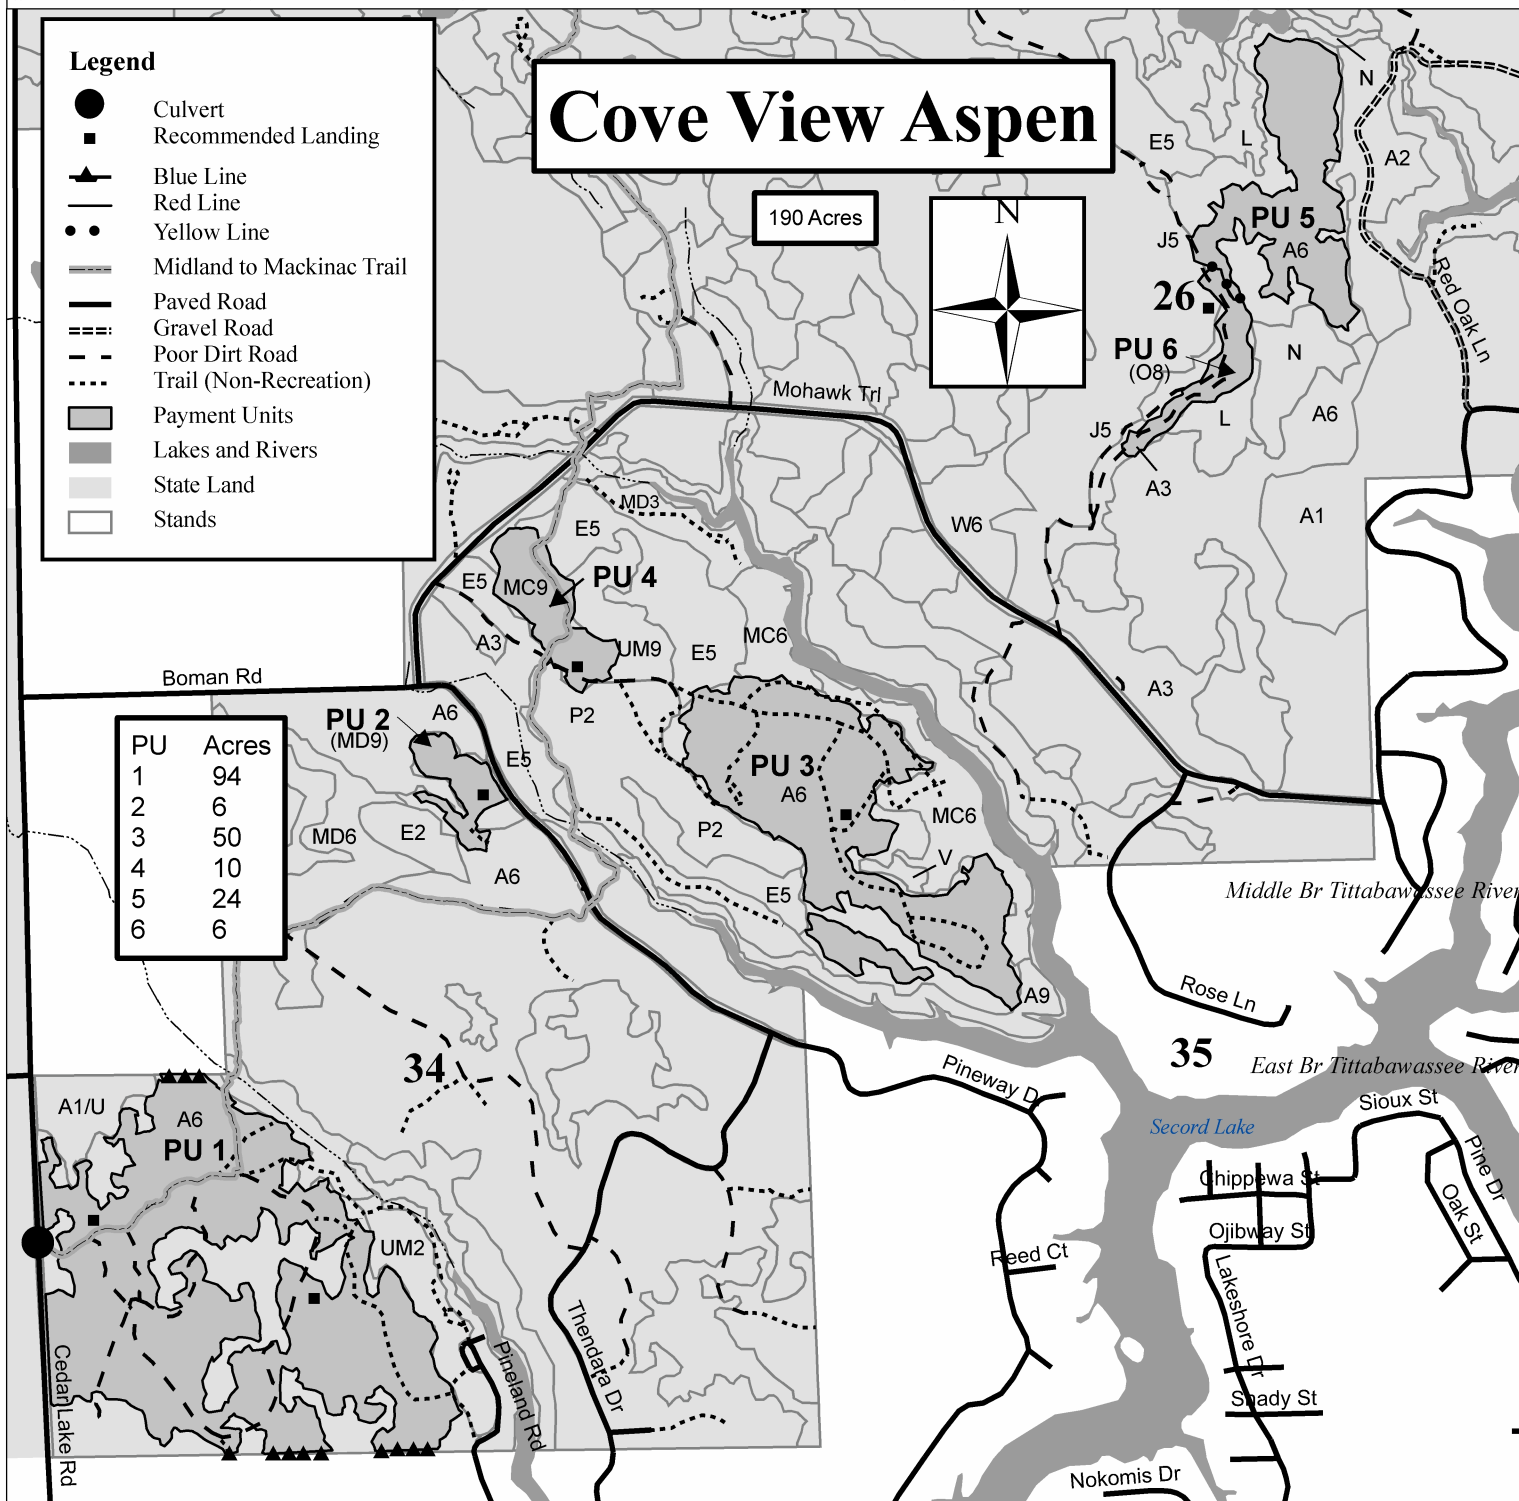 Legend
Culvert
Recommended Landing
Blue Line
Red Line
Yellow Line
Midland to Mackinac Trail
Paved Road
Gravel Road
Poor Dirt Road
Trail (Non-Recreation)
Payment Units
Lakes and Rivers
State Land
Stands
Cove View Aspen
190 Acres
N
N
E5
L
A2
PU 5
A6
J5
26
Red Oak Ln
PU 6
(O8)
N
Mohawk Trl
A6
L
J5
A3
MD3
E5
W6
A1
E5
MC9
PU 4
A3
UM9
E5
MC6
Boman Rd
A3
P2
A6
PU 2
(MD9)
E5
PU Acres
1 94
2 6
3 50
4 10
5 24
6 6
PU 3
A6
MC6
MD6
E2
P2
V
A6
E5
Middle Br Tittabawassee River
A9
Rose Ln
34
35
Pineway Dr
East Br Tittabawassee River
A1/U
A6
PU 1
Sioux St
Secord Lake
Pine Dr
Chippewa St
Oak St
Ojibway St
UM2
Reed Ct
Lakeshore Dr
Thendara Dr
Pineland Rd
Cedar Lake Rd
Shady St
Nokomis Dr